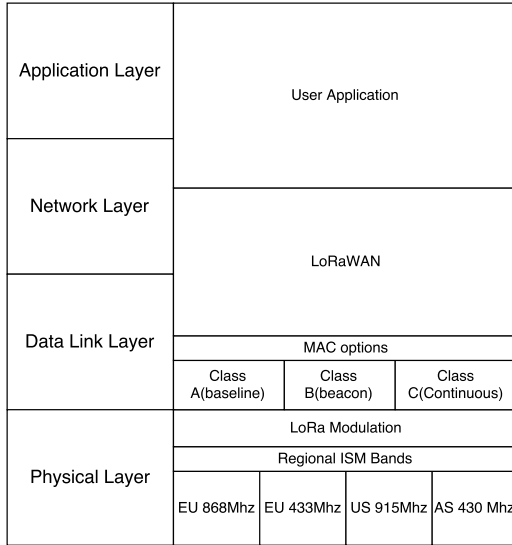 Application Layer
User Application
Network Layer
LoRaWAN
Data Link Layer
MAC options
Class
A(baseline)
Class
B(beacon)
Class
C(Continuous)
Physical Layer
LoRa Modulation
Regional ISM Bands
EU 868Mhz
EU 433Mhz
US 915Mhz
AS 430 Mhz